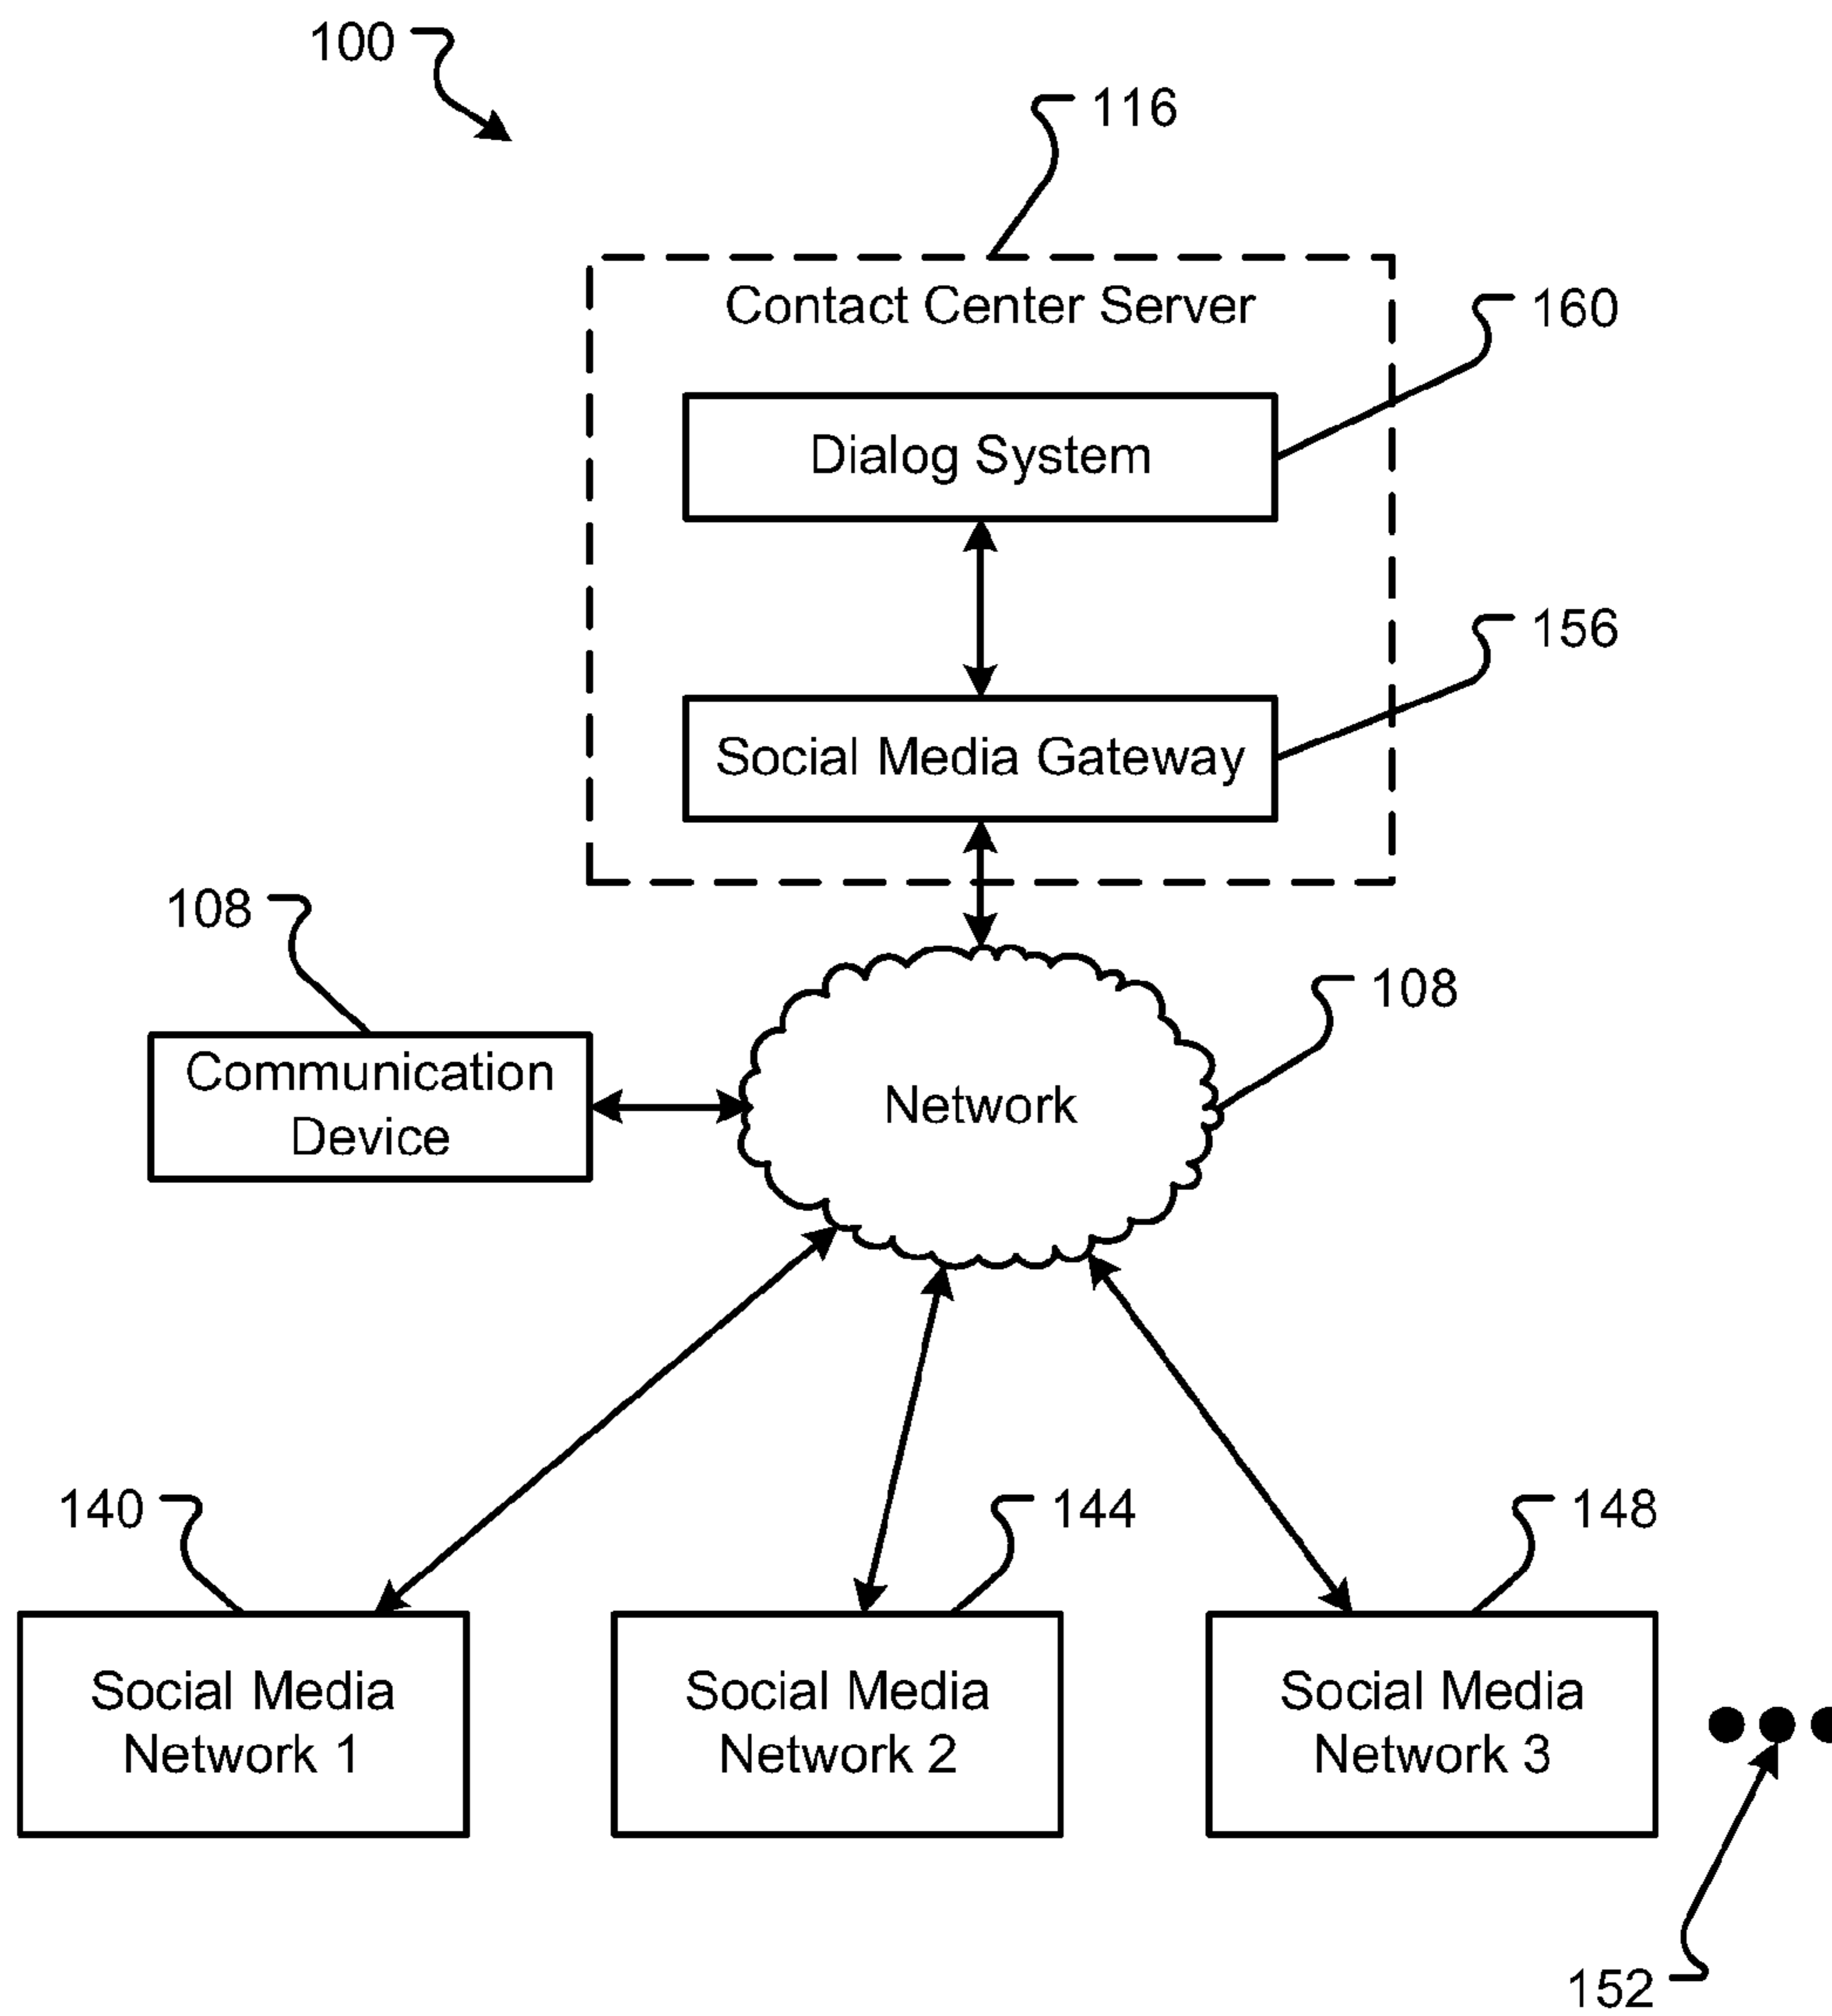 100
116
Contact Center Server
160
Dialog System
156
Social Media Gateway
108
108
Communication
Device
Network
140
144
148
Social Media
Network 1
Social Media
Network 2
Social Media
Network 3
152